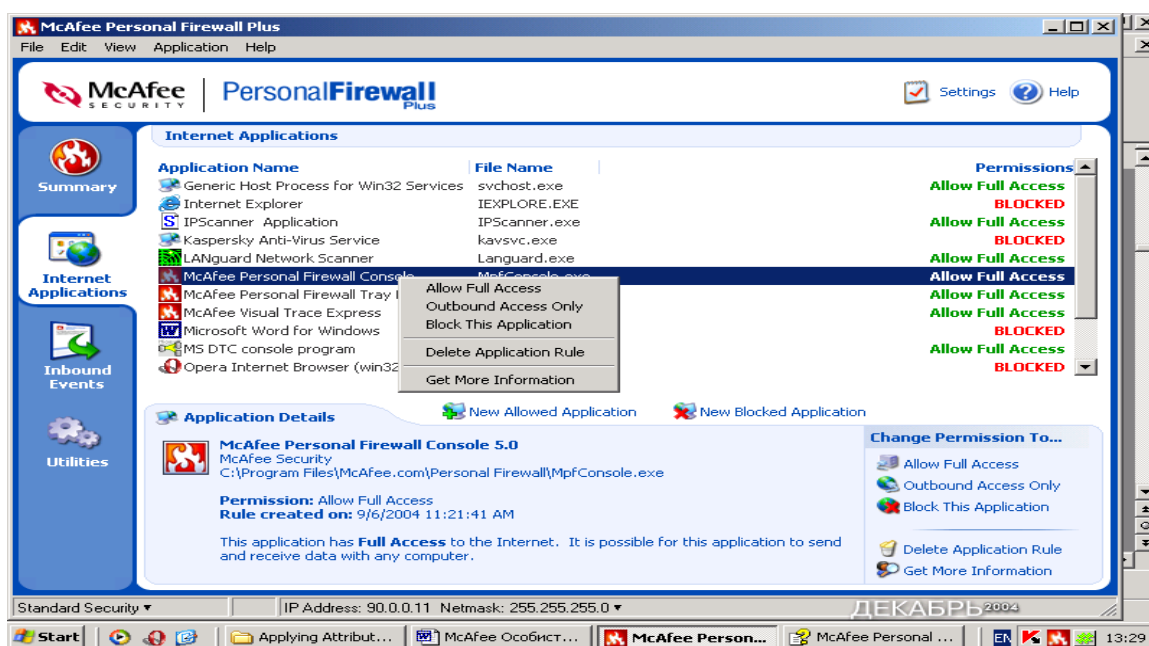 McAfee Personal Firewall Plus
File Edit View Application Help
McAfee SECURITY PersonalFirewall Plus
Settings Help
Summary
Internet Applications
Inbound Events
Utilities
Internet Applications
Application Name File Name Permissions
Generic Host Process for Win32 Services svchost.exe Allow Full Access
Internet Explorer IEXPLORE.EXE BLOCKED
IPScanner Application IPScanner.exe Allow Full Access
Kaspersky Anti-Virus Service kavsvc.exe BLOCKED
LANguard Network Scanner Languard.exe Allow Full Access
McAfee Personal Firewall Console MpfConsole.exe Allow Full Access
McAfee Personal Firewall Tray Allow Full Access
McAfee Visual Trace Express Allow Full Access
Microsoft Word for Windows BLOCKED
MS DTC console program Allow Full Access
Opera Internet Browser (win32 BLOCKED
Allow Full Access
Outbound Access Only
Block This Application
Delete Application Rule
Get More Information
Application Details
New Allowed Application New Blocked Application
McAfee Personal Firewall Console 5.0
McAfee Security
C:\Program Files\McAfee.com\Personal Firewall\MpfConsole.exe
Permission: Allow Full Access
Rule created on: 9/6/2004 11:21:41 AM
This application has Full Access to the Internet. It is possible for this application to send
and receive data with any computer.
Change Permission To...
Allow Full Access
Outbound Access Only
Block This Application
Delete Application Rule
Get More Information
Standard Security IP Address: 90.0.0.11 Netmask: 255.255.255.0
ДЕКАБРЬ 2004
Start Applying Attribut... McAfee Особист... McAfee Person... McAfee Personal ... EN 13:29